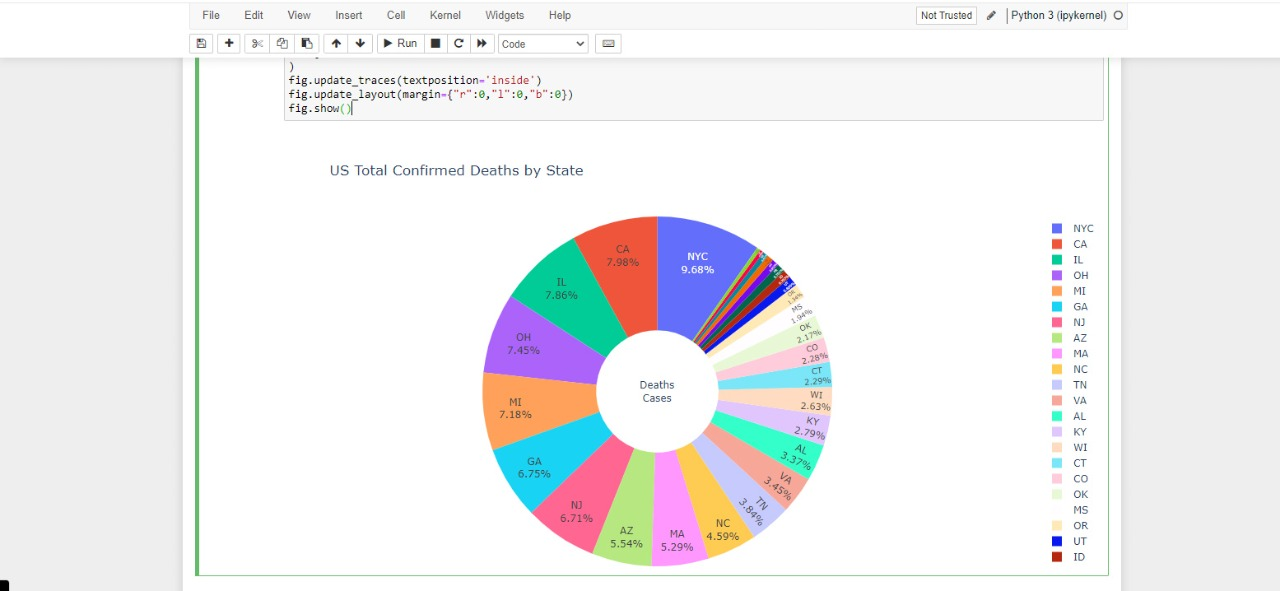 File Edit View Insert Cell Kernel Widgets Help Not Trusted Python 3 (ipykernel)
Run Code
)
fig.update_traces(textposition='inside')
fig.update_layout(margin={"r":0,"l":0,"b":0})
fig.show()
US Total Confirmed Deaths by State
NYC
9.68%
CA
7.98%
IL
7.86%
OH
7.45%
MI
7.18%
GA
6.75%
NJ
6.71%
AZ
5.54%
MA
5.29%
NC
4.59%
TN
3.84%
VA
3.45%
AL
3.37%
KY
2.79%
WI
2.63%
CT
2.29%
CO
2.28%
OK
2.17%
MS
1.94%
Deaths
Cases
NYC
CA
IL
OH
MI
GA
NJ
AZ
MA
NC
TN
VA
AL
KY
WI
CT
CO
OK
MS
OR
UT
ID